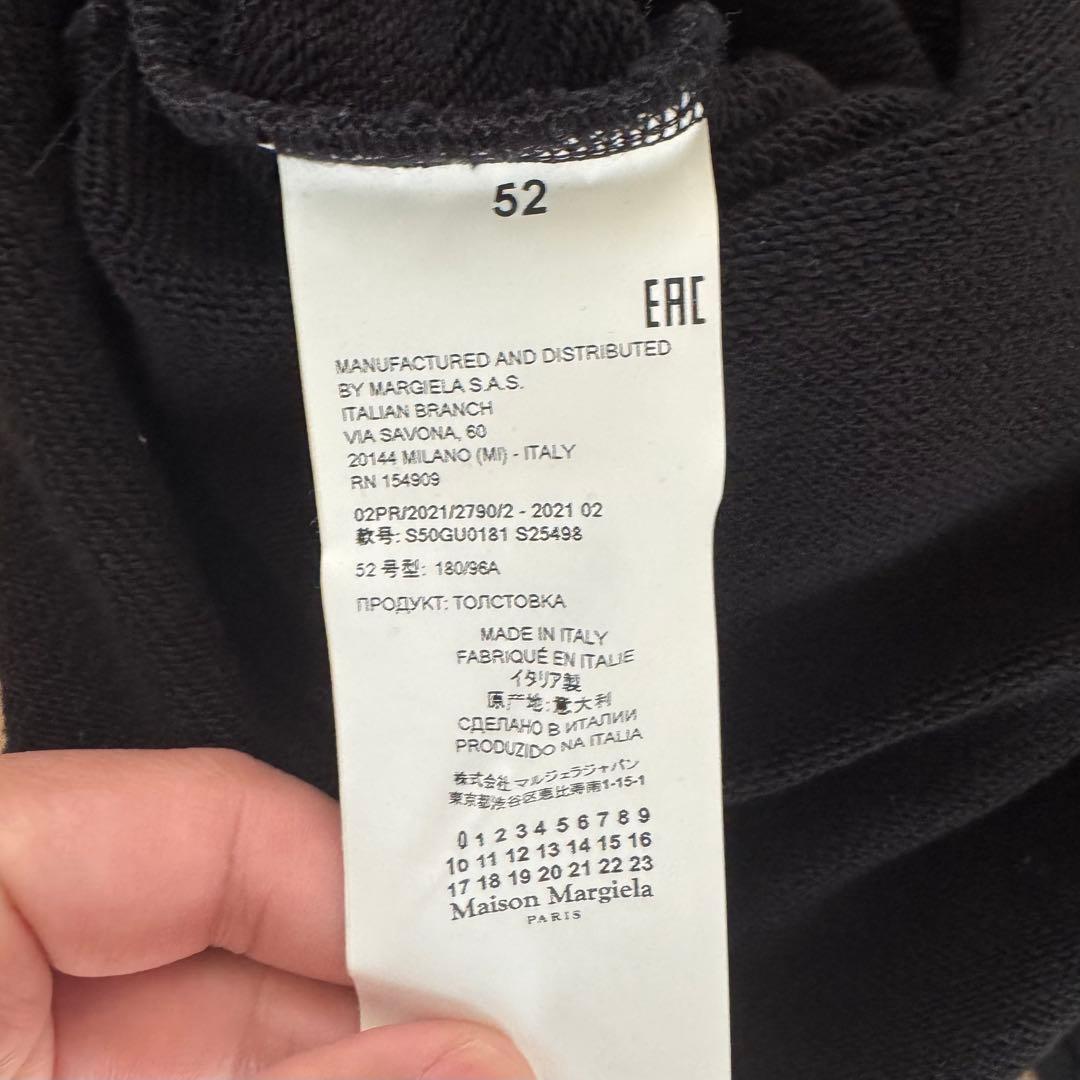 52
EAC
MANUFACTURED AND DISTRIBUTED
BY MARGIELA S.A.S.
ITALIAN BRANCH
VIA SAVONA, 60
20144 MILANO (MI) - ITALY
RN 154909
02PR/2021/2790/2 - 2021 02
款号: S50GU0181 S25498
52 号型: 180/96A
ПРОДУКТ: ТОЛСТОВКА
MADE IN ITALY
FABRIQUÉ EN ITALIE
イタリア製
原产地: 意大利
СДЕЛАНО В ИТАЛИИ
PRODUZIDO NA ITALIA
株式会社 マルジェラジャパン
東京都渋谷区恵比寿南1-15-1
0 1 2 3 4 5 6 7 8 9
10 11 12 13 14 15 16
17 18 19 20 21 22 23
Maison Margiela
PARIS